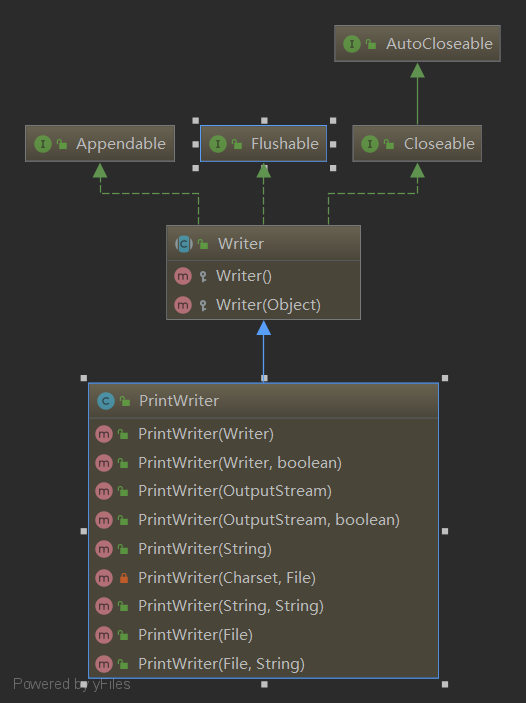 AutoCloseable
Appendable
Flushable
Closeable
Writer
Writer()
Writer(Object)
PrintWriter
PrintWriter(Writer)
PrintWriter(Writer, boolean)
PrintWriter(OutputStream)
PrintWriter(OutputStream, boolean)
PrintWriter(String)
PrintWriter(Charset, File)
PrintWriter(String, String)
PrintWriter(File)
PrintWriter(File, String)
Powered by yFiles